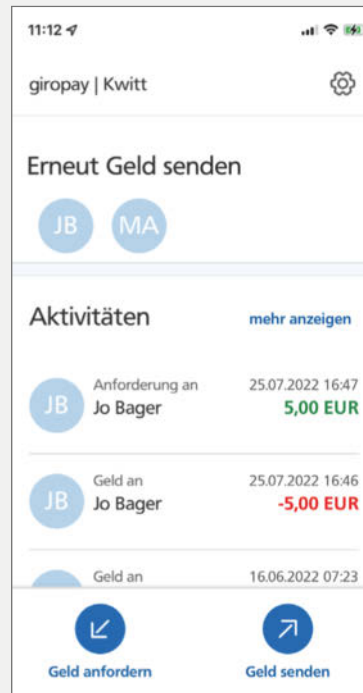 11:12
giropay | Kwitt
Erneut Geld senden
JB MA
Aktivitäten mehr anzeigen
JB
Anforderung an 25.07.2022 16:47
Jo Bager 5,00 EUR
JB
Geld an 25.07.2022 16:46
Jo Bager -5,00 EUR
Geld an 16.06.2022 07:23
Geld anfordern Geld senden